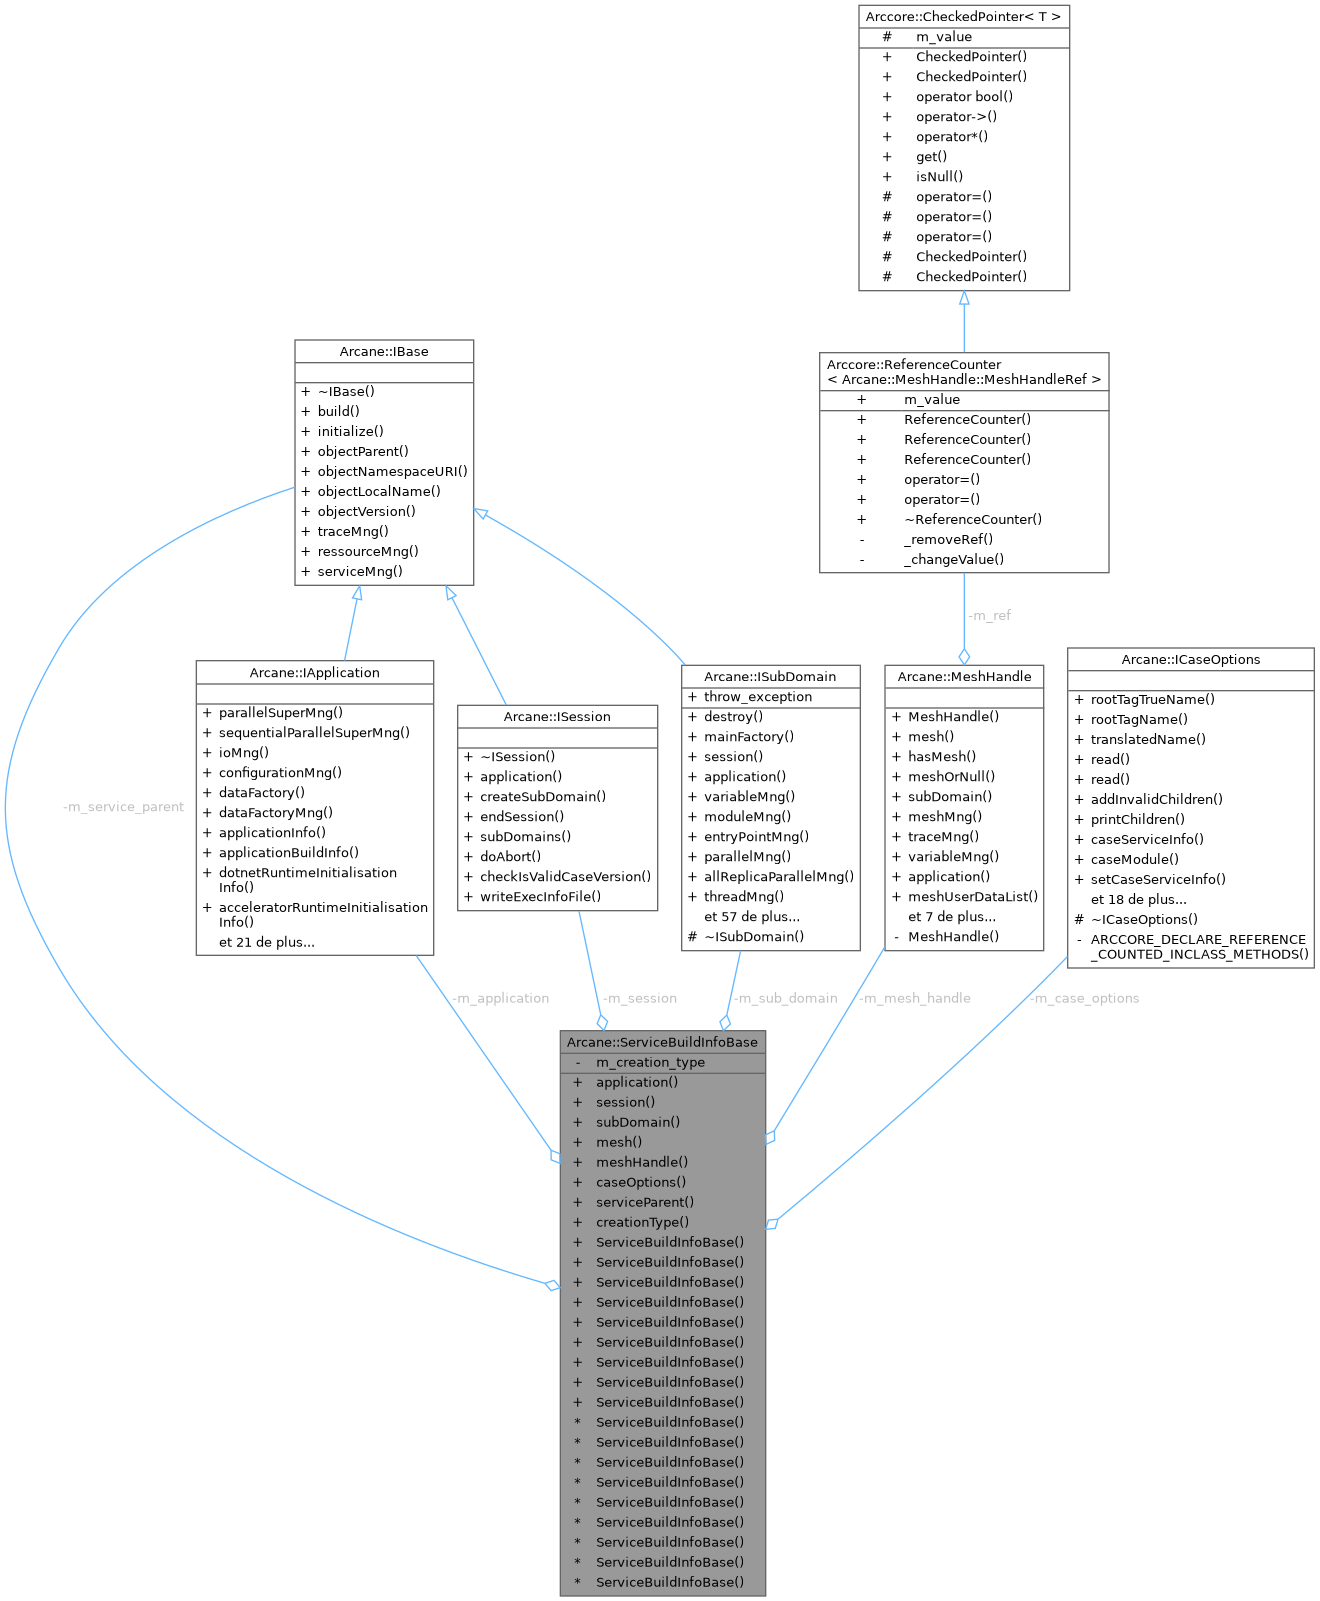 Arccore::CheckedPointer< T >
# m_value
+ CheckedPointer()
+ CheckedPointer()
+ operator bool()
+ operator->()
+ operator*()
+ get()
+ isNull()
# operator=()
# operator=()
# operator=()
# CheckedPointer()
# CheckedPointer()
Arcane::IBase
+ ~IBase()
+ build()
+ initialize()
+ objectParent()
+ objectNamespaceURI()
+ objectLocalName()
+ objectVersion()
+ traceMng()
+ ressourceMng()
+ serviceMng()
Arccore::ReferenceCounter
< Arcane::MeshHandle::MeshHandleRef >
+ m_value
+ ReferenceCounter()
+ ReferenceCounter()
+ ReferenceCounter()
+ operator=()
+ operator=()
+ ~ReferenceCounter()
- _removeRef()
- _changeValue()
-m_ref
-m_service_parent
Arcane::IApplication
+ parallelSuperMng()
+ sequentialParallelSuperMng()
+ ioMng()
+ configurationMng()
+ dataFactory()
+ dataFactoryMng()
+ applicationInfo()
+ applicationBuildInfo()
+ dotnetRuntimeInitialisation
Info()
+ acceleratorRuntimeInitialisation
Info()
et 21 de plus...
Arcane::ISession
+ ~ISession()
+ application()
+ createSubDomain()
+ endSession()
+ subDomains()
+ doAbort()
+ checkIsValidCaseVersion()
+ writeExecInfoFile()
Arcane::ISubDomain
+ throw_exception
+ destroy()
+ mainFactory()
+ session()
+ application()
+ variableMng()
+ moduleMng()
+ entryPointMng()
+ parallelMng()
+ allReplicaParallelMng()
+ threadMng()
et 57 de plus...
# ~ISubDomain()
Arcane::MeshHandle
+ MeshHandle()
+ mesh()
+ hasMesh()
+ meshOrNull()
+ subDomain()
+ meshMng()
+ traceMng()
+ variableMng()
+ application()
+ meshUserDataList()
et 7 de plus...
- MeshHandle()
Arcane::ICaseOptions
+ rootTagTrueName()
+ rootTagName()
+ translatedName()
+ read()
+ read()
+ addInvalidChildren()
+ printChildren()
+ caseServiceInfo()
+ caseModule()
+ setCaseServiceInfo()
et 18 de plus...
# ~ICaseOptions()
- ARCCORE_DECLARE_REFERENCE
_COUNTED_INCLASS_METHODS()
-m_application
-m_session
-m_sub_domain
-m_mesh_handle
-m_case_options
Arcane::ServiceBuildInfoBase
- m_creation_type
+ application()
+ session()
+ subDomain()
+ mesh()
+ meshHandle()
+ caseOptions()
+ serviceParent()
+ creationType()
+ ServiceBuildInfoBase()
+ ServiceBuildInfoBase()
+ ServiceBuildInfoBase()
+ ServiceBuildInfoBase()
+ ServiceBuildInfoBase()
+ ServiceBuildInfoBase()
+ ServiceBuildInfoBase()
+ ServiceBuildInfoBase()
+ ServiceBuildInfoBase()
* ServiceBuildInfoBase()
* ServiceBuildInfoBase()
* ServiceBuildInfoBase()
* ServiceBuildInfoBase()
* ServiceBuildInfoBase()
* ServiceBuildInfoBase()
* ServiceBuildInfoBase()
* ServiceBuildInfoBase()
* ServiceBuildInfoBase()